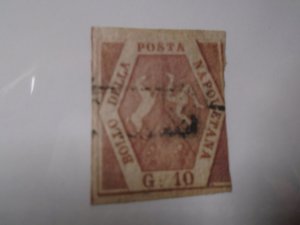 POSTA
NAPOLETANA
BOLLO DELLA
G. 10